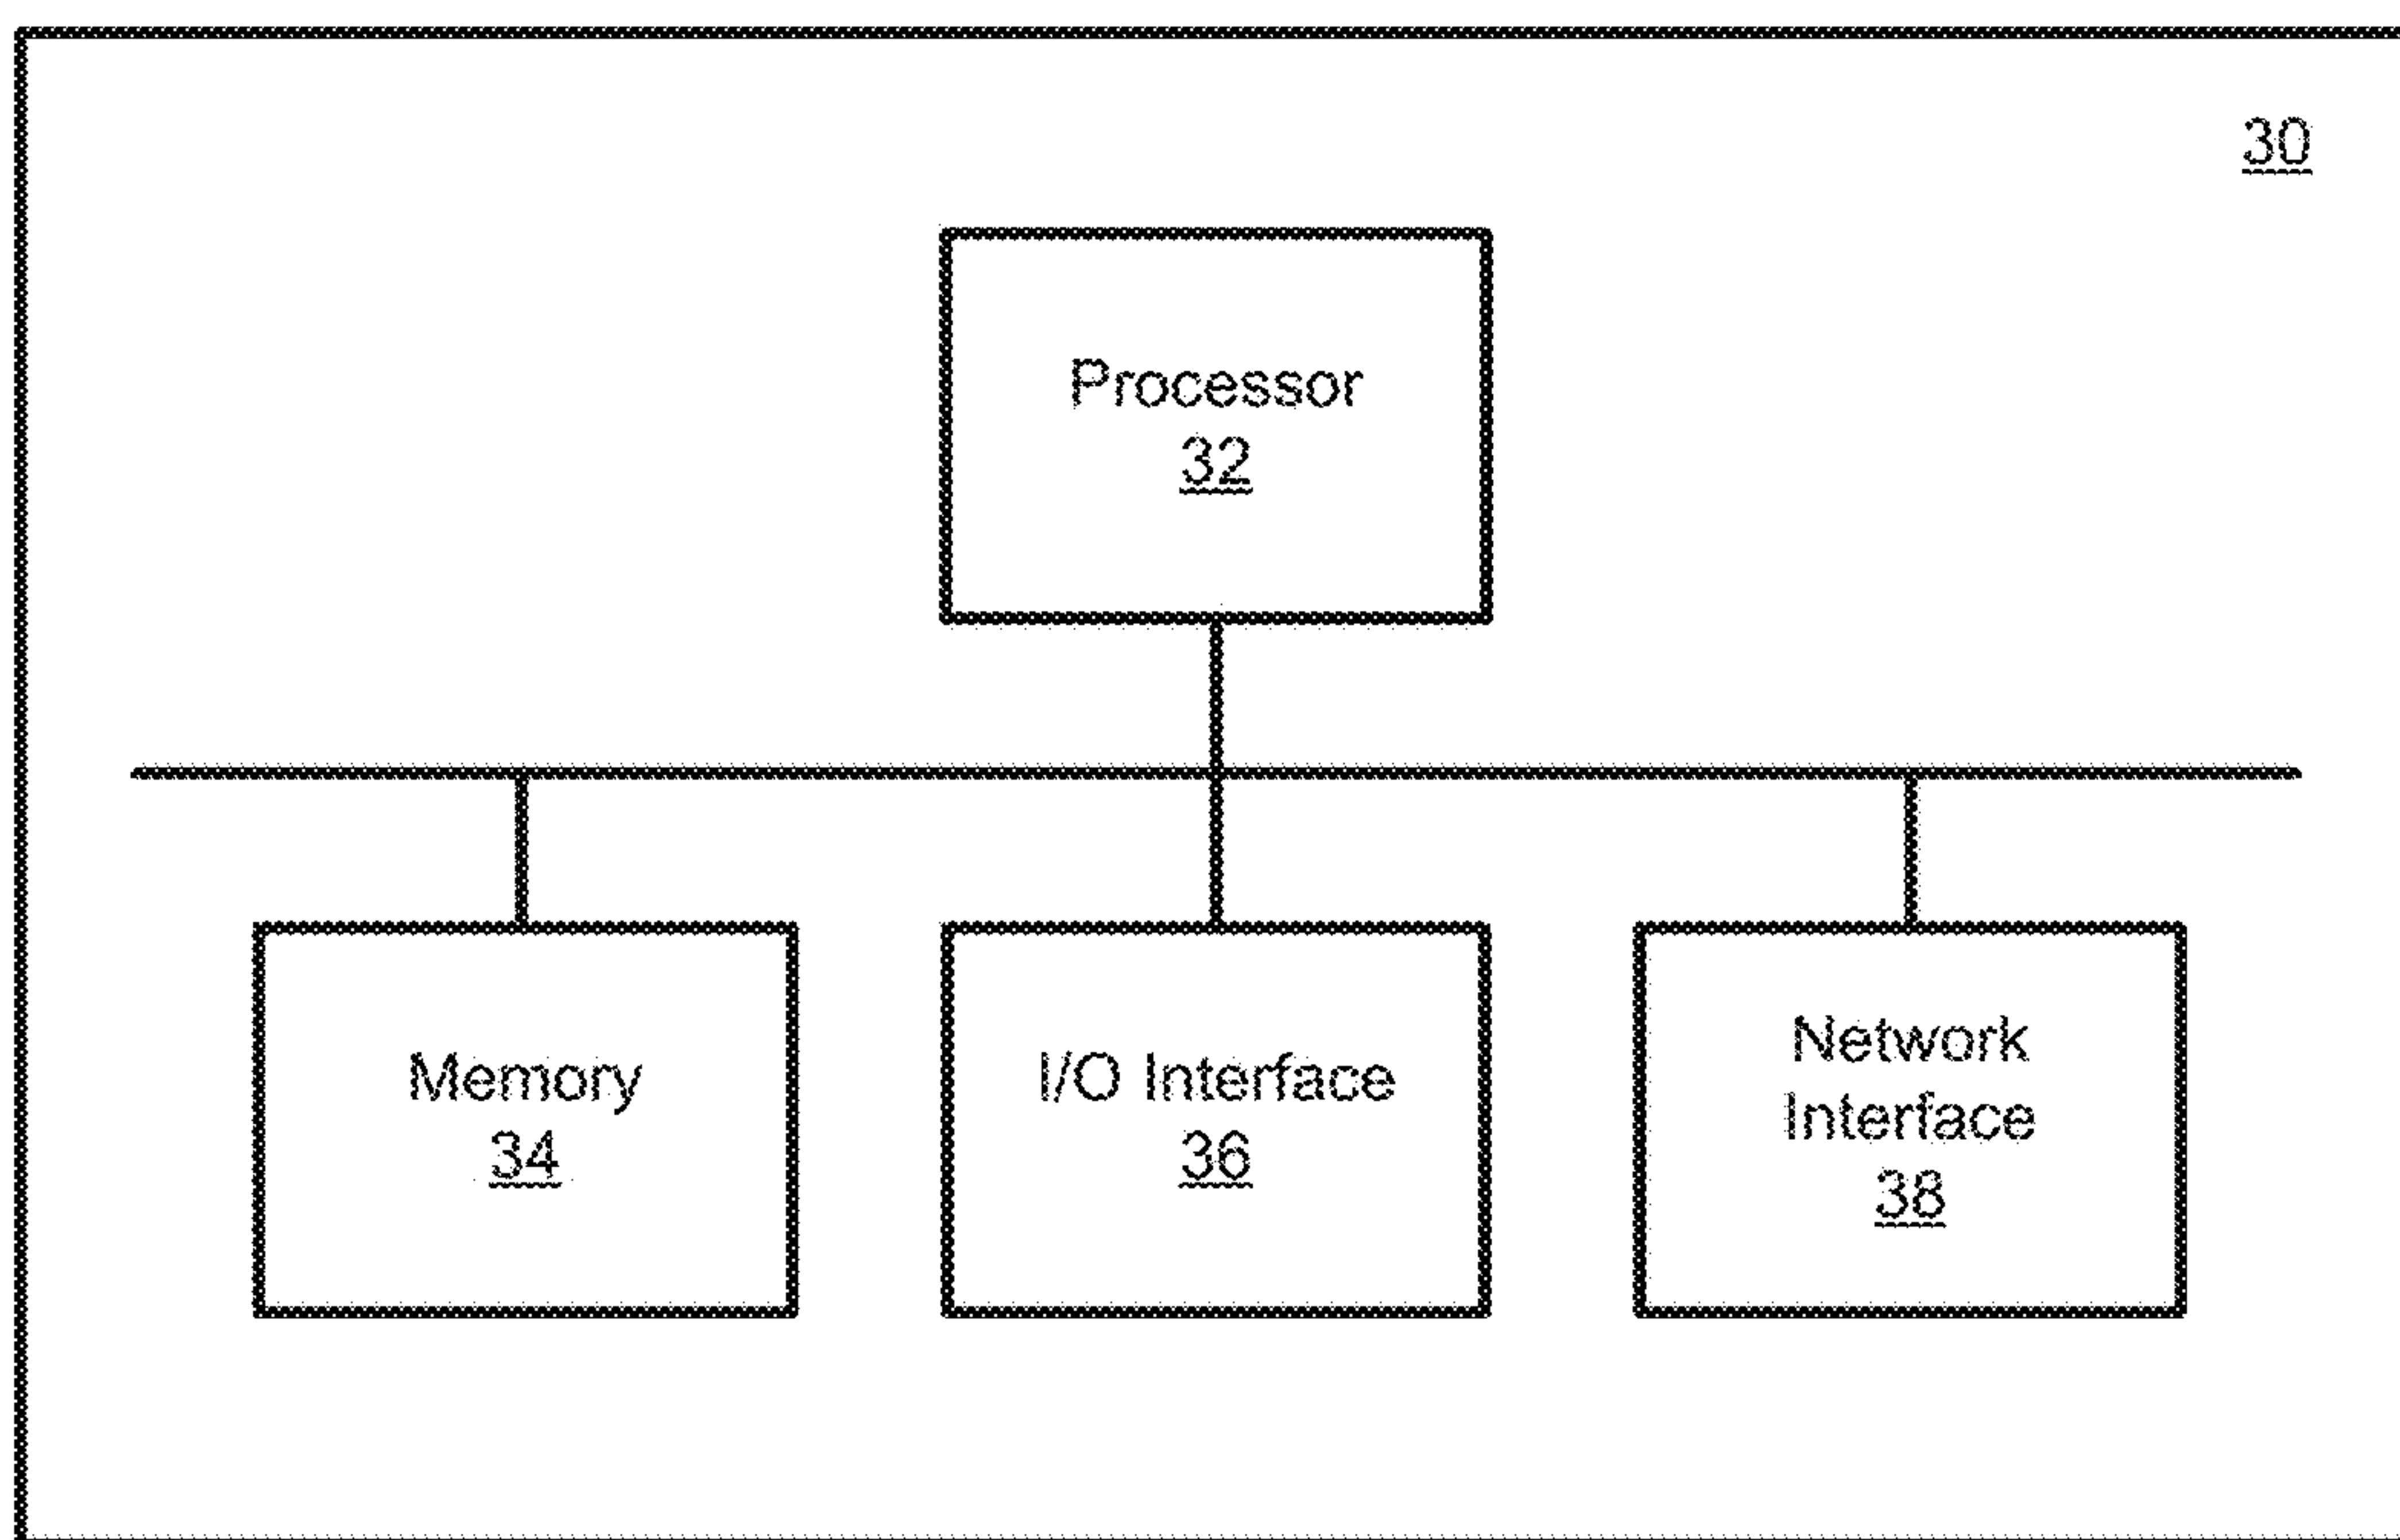 30
Processor
32
Memory
34
I/O Interface
36
Network
Interface
38